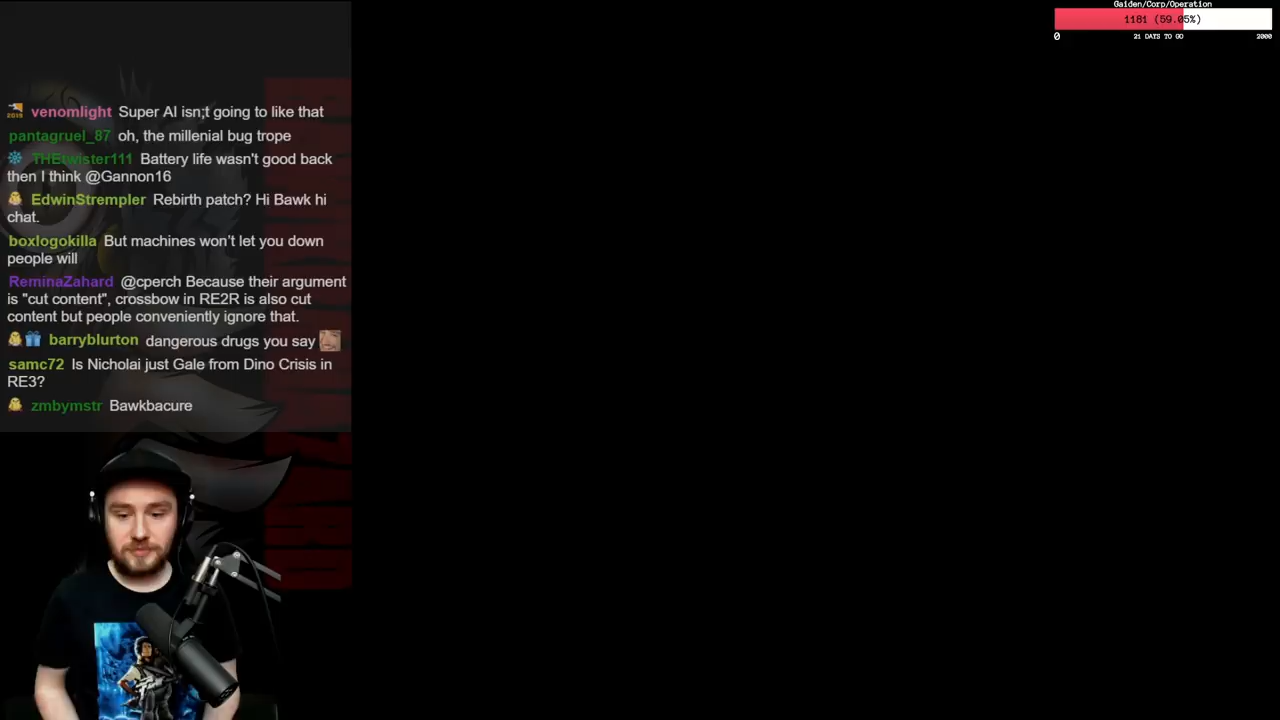 Gaiden/Corp/Operation
1181 (59.05%)
0 21 DAYS TO GO 2000
venomlight Super AI isn;t going to like that
pantagruel_87 oh, the millenial bug trope
THEtwister111 Battery life wasn't good back
then I think @Gannon16
EdwinStrempler Rebirth patch? Hi Bawk hi
chat.
boxlogokilla But machines won’t let you down
people will
ReminaZahard @cperch Because their argument
is "cut content", crossbow in RE2R is also cut
content but people conveniently ignore that.
barryblurton dangerous drugs you say
samc72 Is Nicholai just Gale from Dino Crisis in
RE3?
zmbymstr Bawkbacure